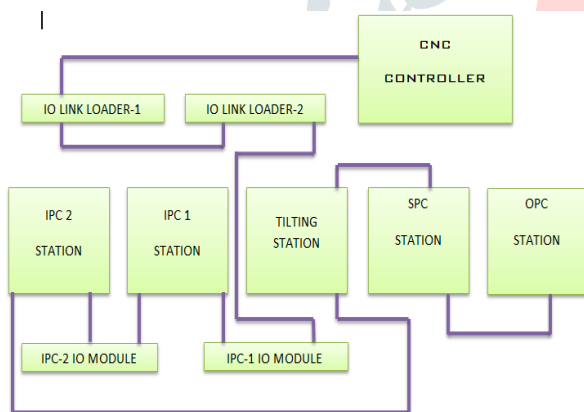 CNC
CONTROLLER
IO LINK LOADER-1
IO LINK LOADER-2
IPC 2
STATION
IPC 1
STATION
TILTING
STATION
SPC
STATION
OPC
STATION
IPC-2 IO MODULE
IPC-1 IO MODULE